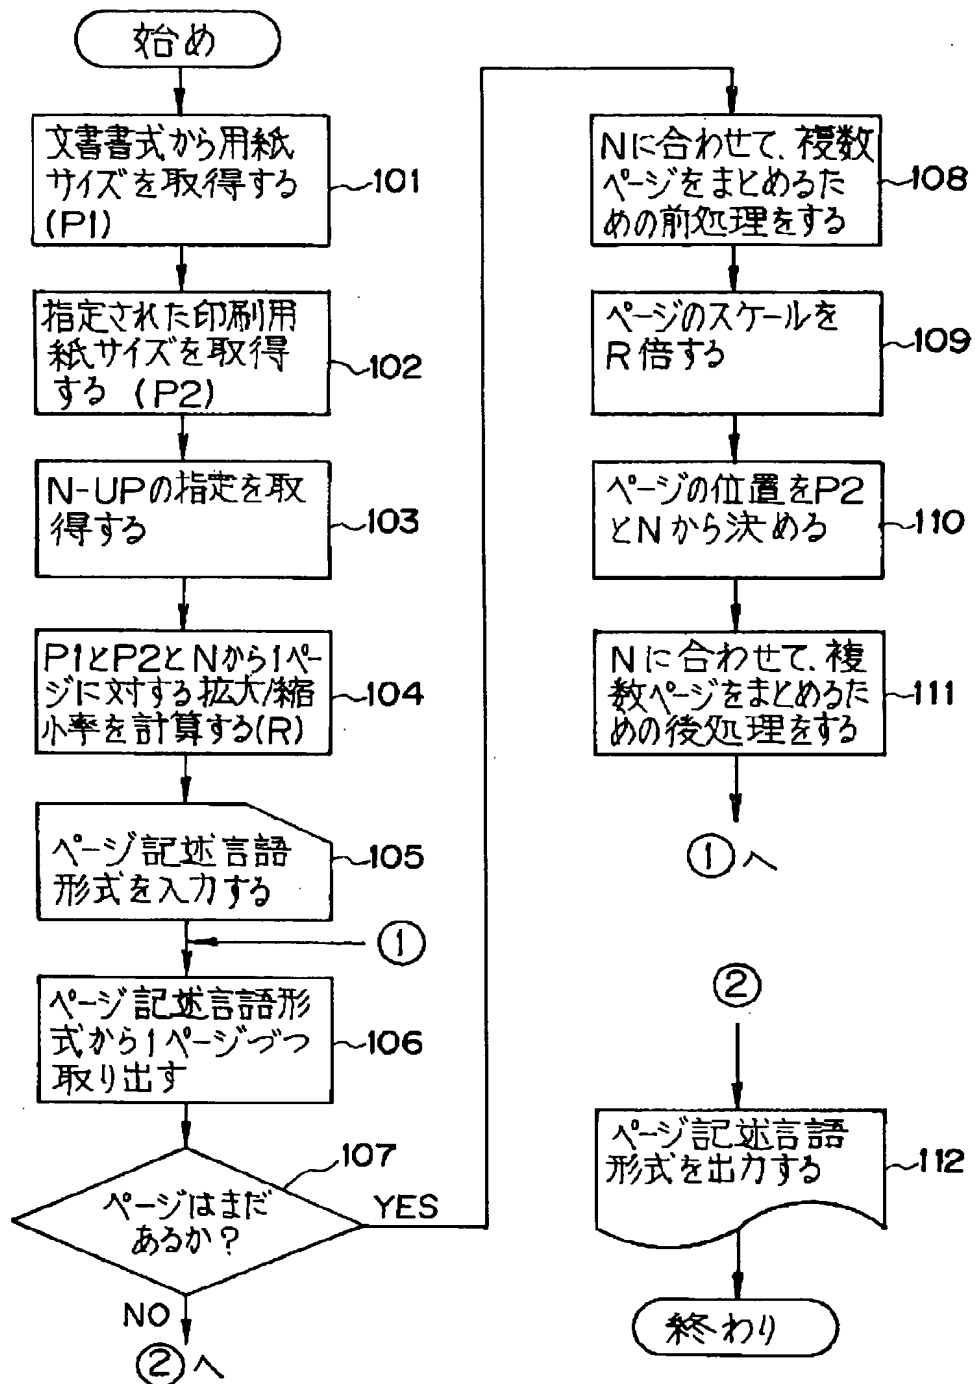 始め
文書書式から用紙
サイズを取得する
(P1)
101
指定された印刷用
紙サイズを取得
する (P2)
102
N-UPの指定を取
得する
103
P1とP2とNから1ペー
ジに対する拡大/縮
小率を計算する(R)
104
ページ記述言語
形式を入力する
105
①
ページ記述言語形
式から1ページづつ
取り出す
106
ページはまだ
あるか?
107
YES
NO
②へ
Nに合わせて、複数
ページをまとめるた
めの前処理をする
108
ページのスケールを
R倍する
109
ページの位置をP2
とNから決める
110
Nに合わせて、複
数ページをまとめるた
めの後処理をする
111
①へ
②
ページ記述言語
形式を出力する
112
終わり